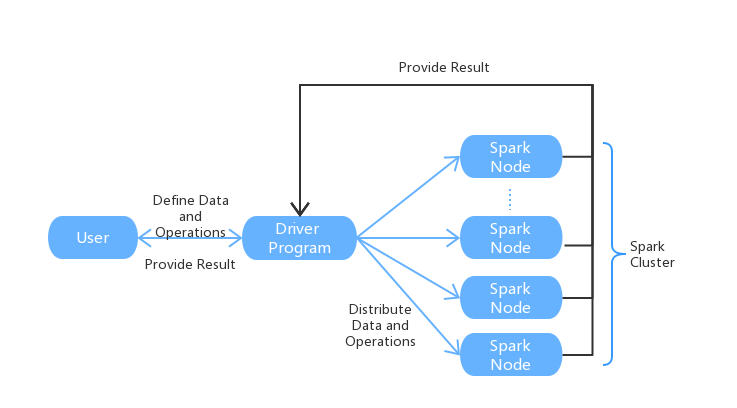 Provide Result
Spark
Node
Define Data
and
Operations
User
Driver
Program
Spark
Node
Spark
Cluster
Provide Result
Spark
Node
Distribute
Data and
Operations
Spark
Node